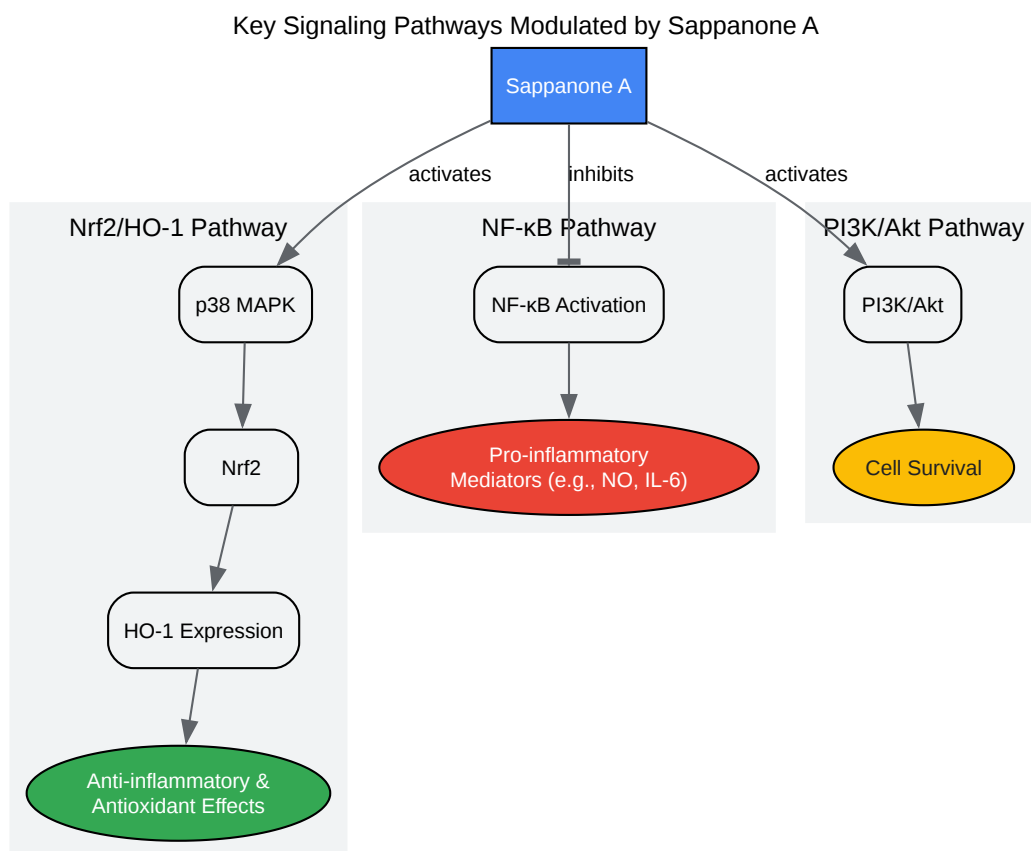 Key Signaling Pathways Modulated by Sappanone A
Sappanone A
activates
inhibits
activates
Nrf2/HO-1 Pathway
NF-κB Pathway
PI3K/Akt Pathway
p38 MAPK
NF-κB Activation
PI3K/Akt
Nrf2
Pro-inflammatory
Mediators (e.g., NO, IL-6)
Cell Survival
HO-1 Expression
Anti-inflammatory &
Antioxidant Effects